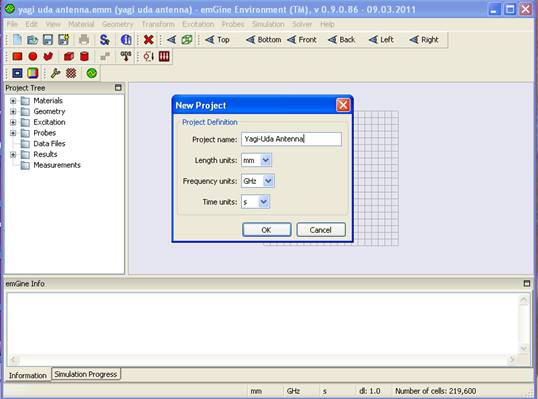 yagi uda antenna.emm (yagi uda antenna) - emGine Environment (TM), v 0.9.0.86 - 09.03.2011
File Edit View Material Geometry Transform Excitation Probes Simulation Solver Help
Top Bottom Front Back Left Right
GDS
Project Tree
Materials
Geometry
Excitation
Probes
Data Files
Results
Measurements
New Project
Project Definition
Project name: Yagi-Uda Antenna
Length units: mm
Frequency units: GHz
Time units: s
OK Cancel
emGine Info
Information Simulation Progress
mm GHz s dl: 1.0 Number of cells: 219,600